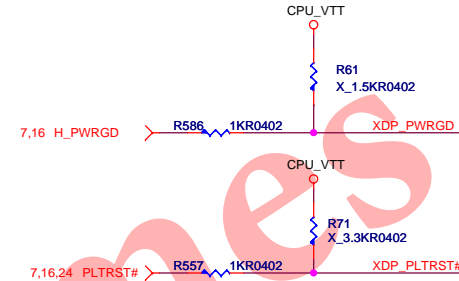 CPU_VTT
R61
X_1.5KR0402
7,16 H_PWRGD R586 1KR0402 XDP_PWRGD
CPU_VTT
R71
X_3.3KR0402
7,16,24 PLTRST# R557 1KR0402 XDP_PLTRST#